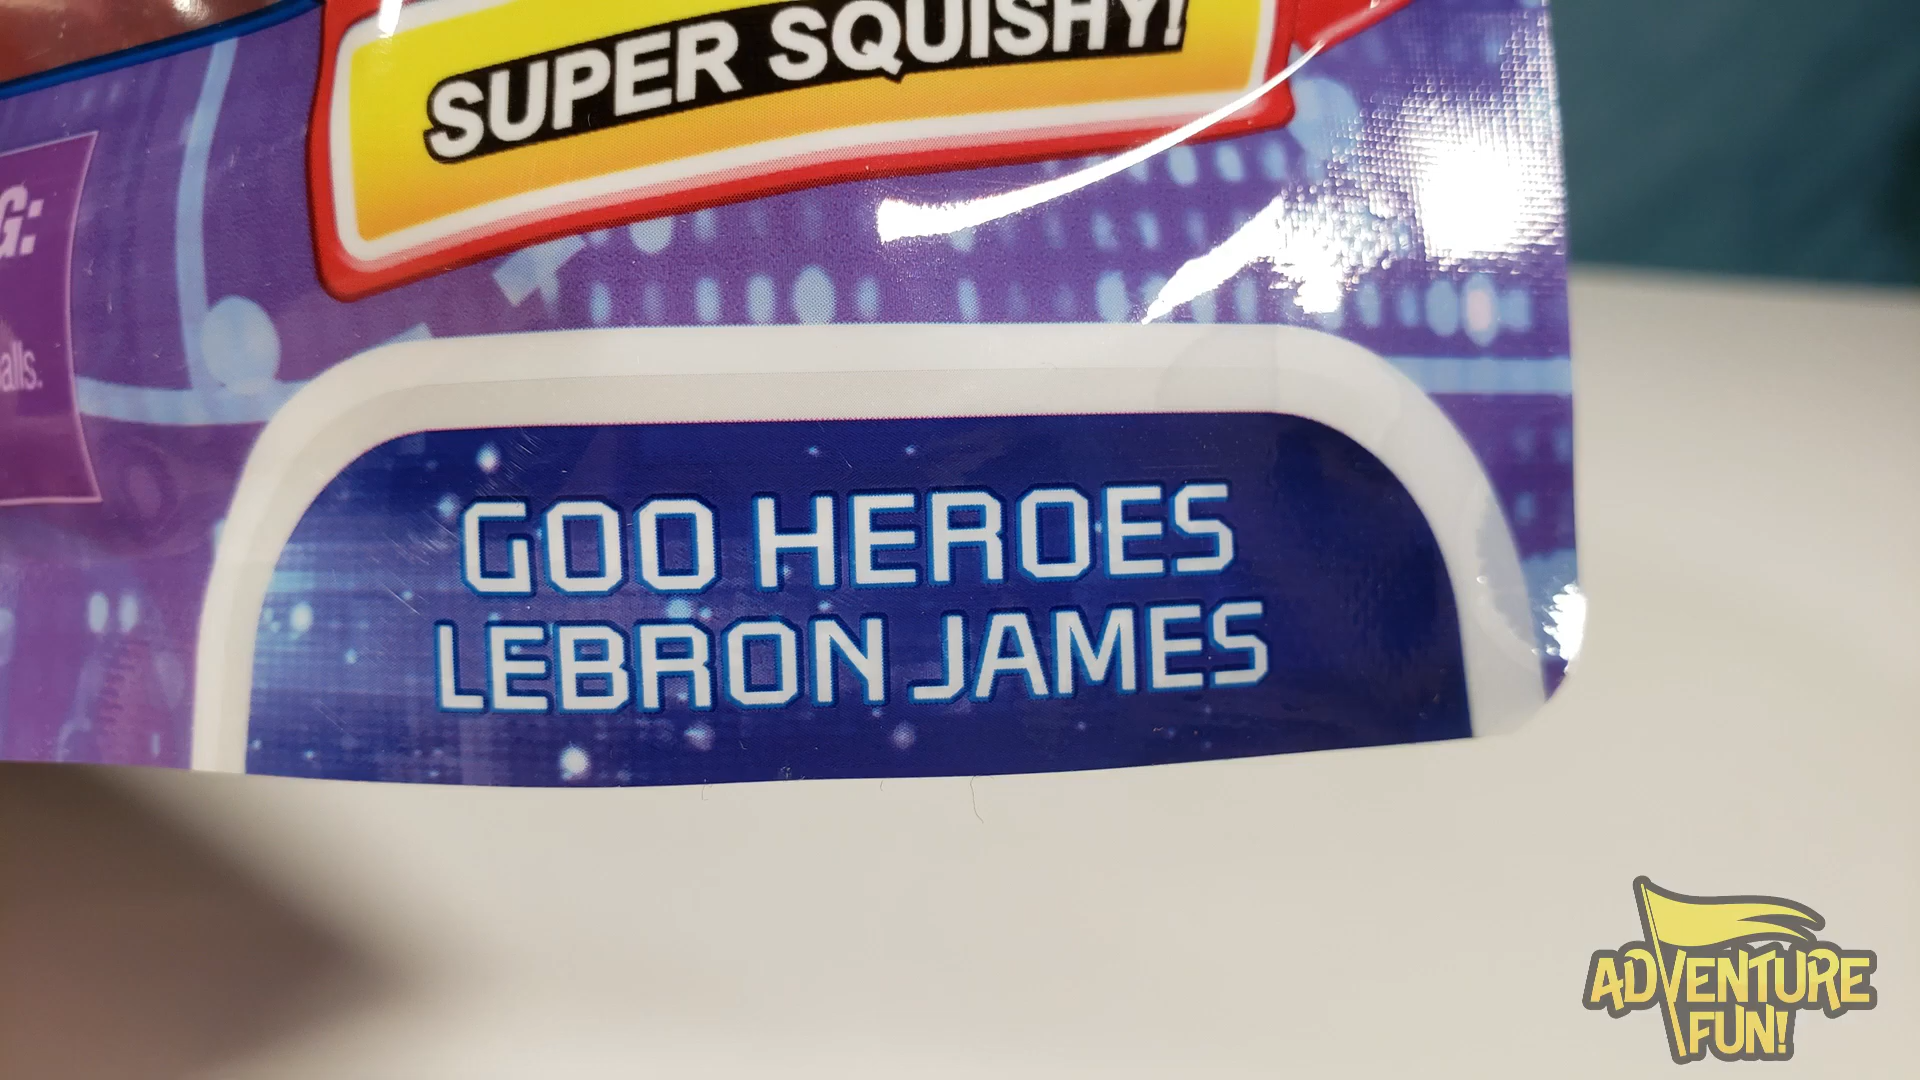 SUPER SQUISHY!
GOO HEROES
LEBRON JAMES
ADVENTURE
FUN!